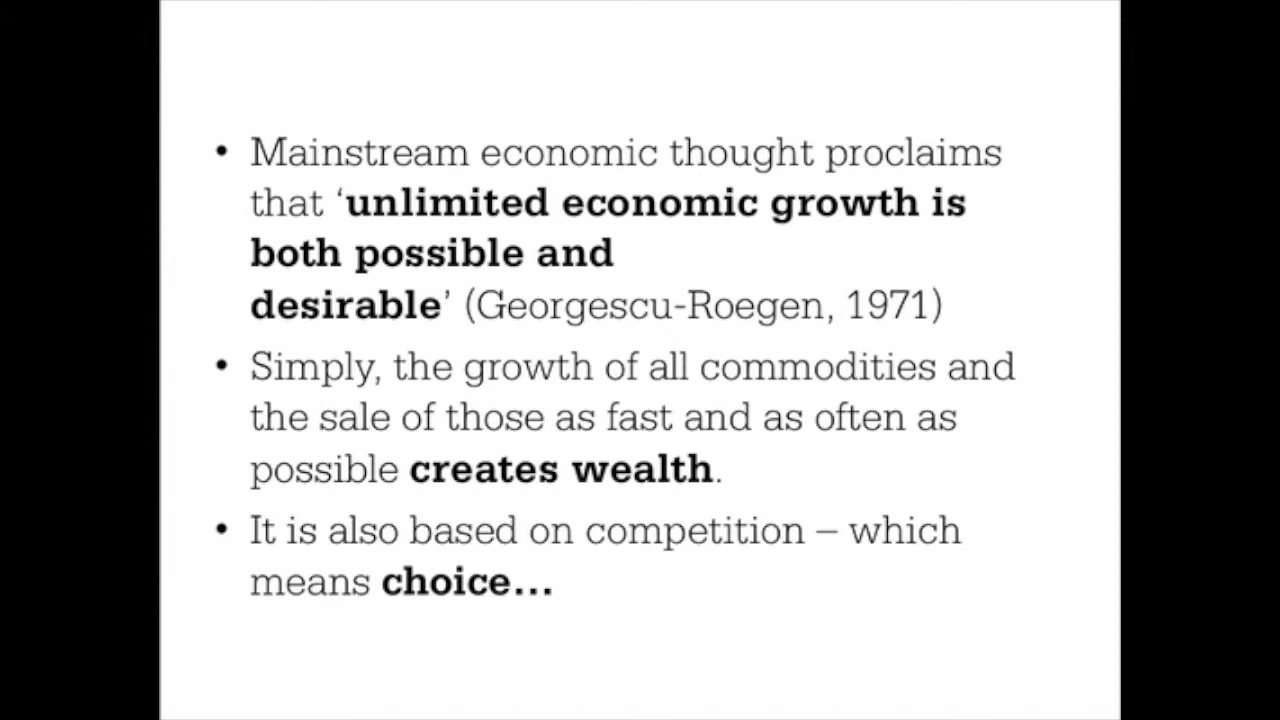 • Mainstream economic thought proclaims
that ‘unlimited economic growth is
both possible and
desirable’ (Georgescu-Roegen, 1971)
• Simply, the growth of all commodities and
the sale of those as fast and as often as
possible creates wealth.
• It is also based on competition – which
means choice…